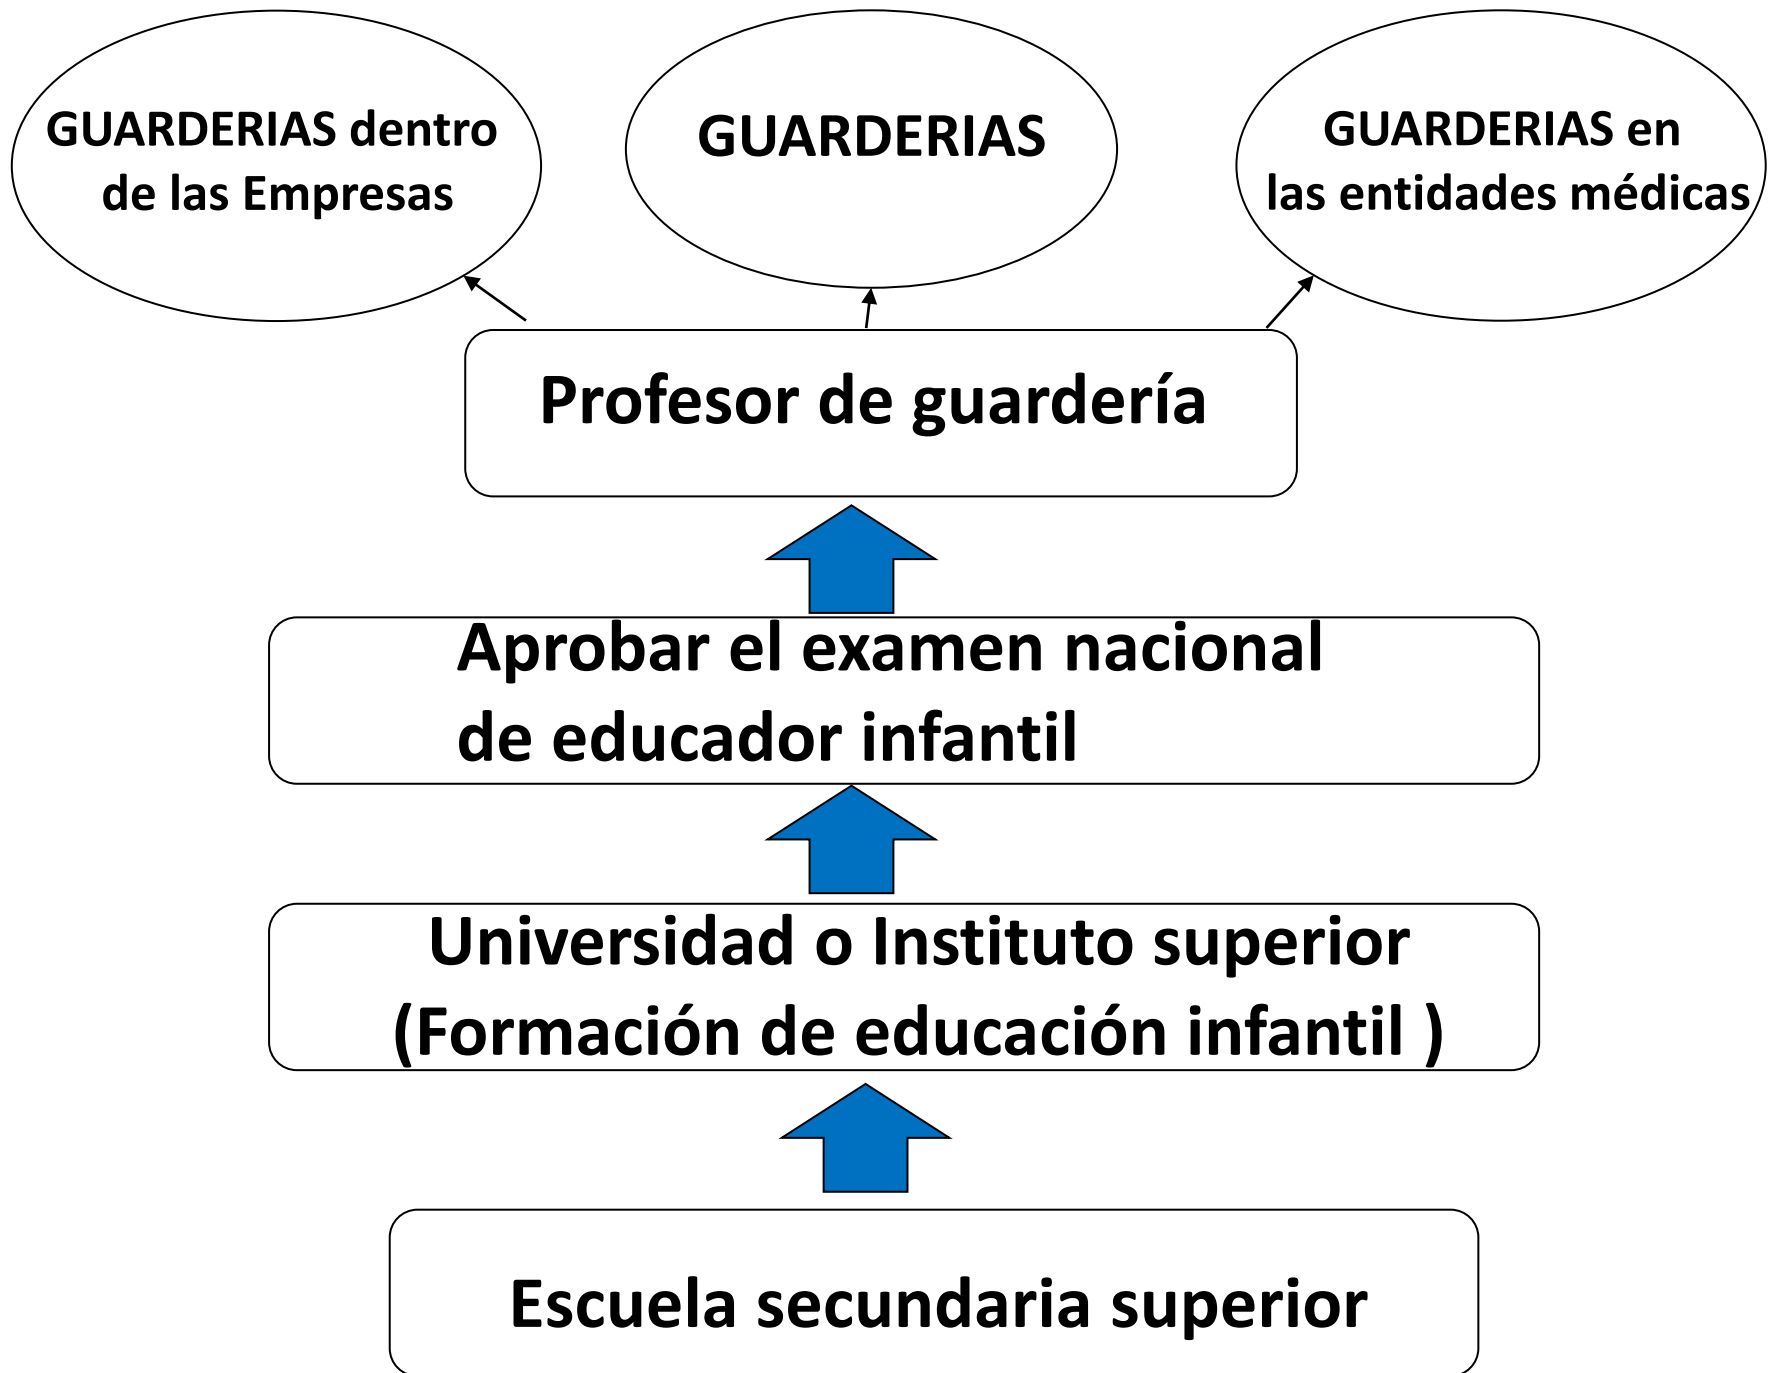 GUARDERIAS dentro
de las Empresas
GUARDERIAS
GUARDERIAS en
las entidades médicas
Profesor de guardería
Aprobar el examen nacional
de educador infantil
Universidad o Instituto superior
(Formación de educación infantil )
Escuela secundaria superior